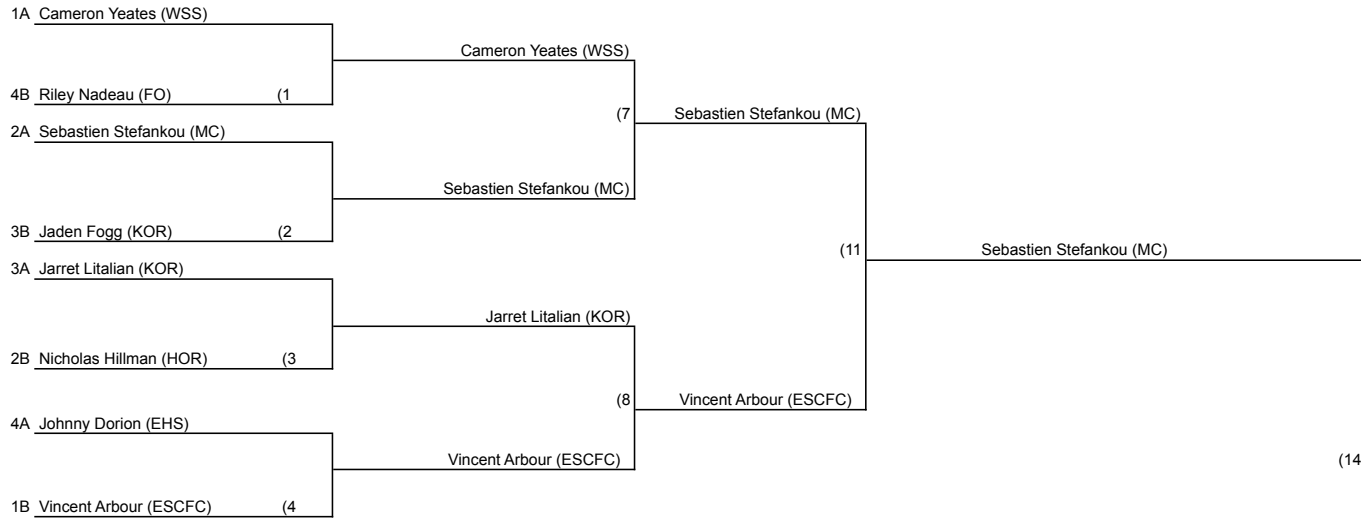 1A Cameron Yeates (WSS)
Cameron Yeates (WSS)
4B Riley Nadeau (FO) (1
(7 Sebastien Stefankou (MC)
2A Sebastien Stefankou (MC)
Sebastien Stefankou (MC)
3B Jaden Fogg (KOR) (2
(11 Sebastien Stefankou (MC)
3A Jarret Litalian (KOR)
Jarret Litalian (KOR)
2B Nicholas Hillman (HOR) (3
(8 Vincent Arbour (ESCFC)
4A Johnny Dorion (EHS)
Vincent Arbour (ESCFC) (14
1B Vincent Arbour (ESCFC) (4